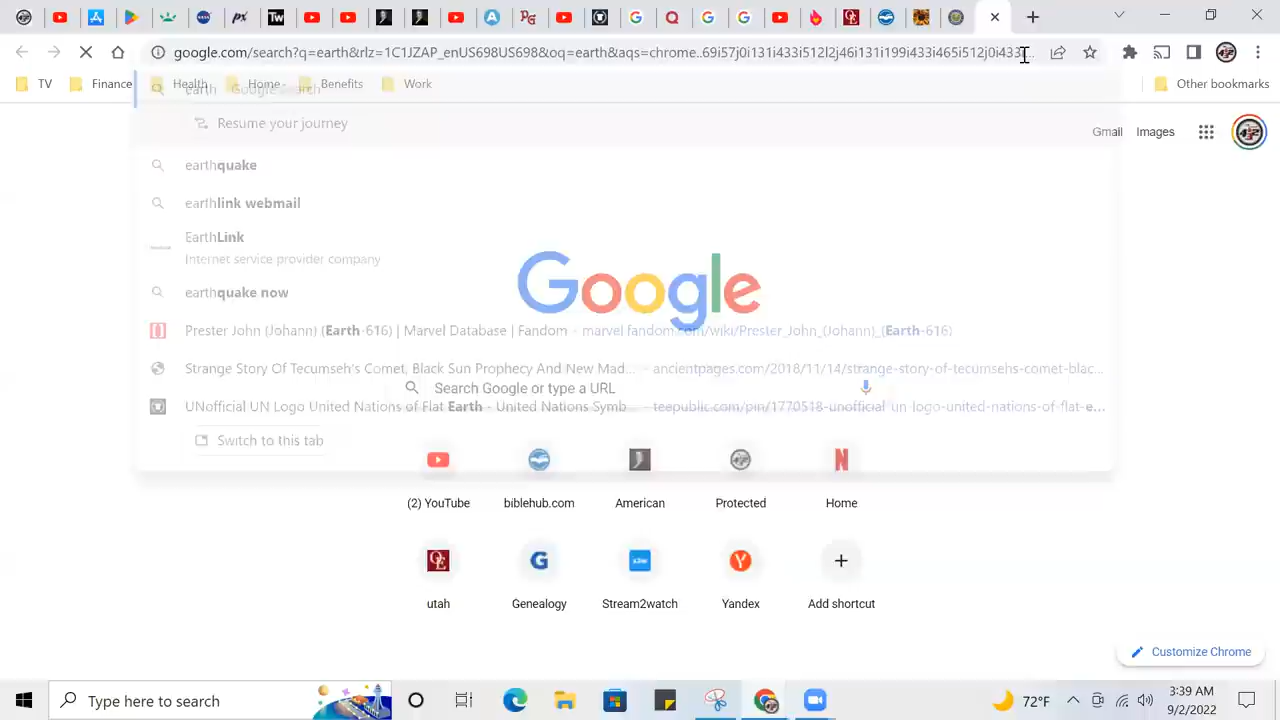 google.com/search?q=earth&rlz=1C1JZAP_enUS698US698&oq=earth&aqs=chrome..69i57j0i131i433i512l2j46i131i199i433i465i512j0i433i...
TV Finance Health Home Benefits Work Other bookmarks
earth - Google Search
Resume your journey
Gmail Images
earthquake
earthlink webmail
EarthLink
Internet service provider company
earthquake now
Google
Prester John (Johann) (Earth-616) | Marvel Database | Fandom - marvel.fandom.com/wiki/Prester_John_(Johann)_(Earth-616)
Strange Story Of Tecumseh's Comet, Black Sun Prophecy And New Mad... - ancientpages.com/2018/11/14/strange-story-of-tecumsehs-comet-blac...
Search Google or type a URL
UNofficial UN Logo United Nations of Flat Earth - United Nations Symb... - teepublic.com/pin/1770518-unofficial-un-logo-united-nations-of-flat-e...
Switch to this tab
(2) YouTube biblehub.com American Protected Home
utah Genealogy Stream2watch Yandex Add shortcut
Customize Chrome
Type here to search
72°F
3:39 AM
9/2/2022